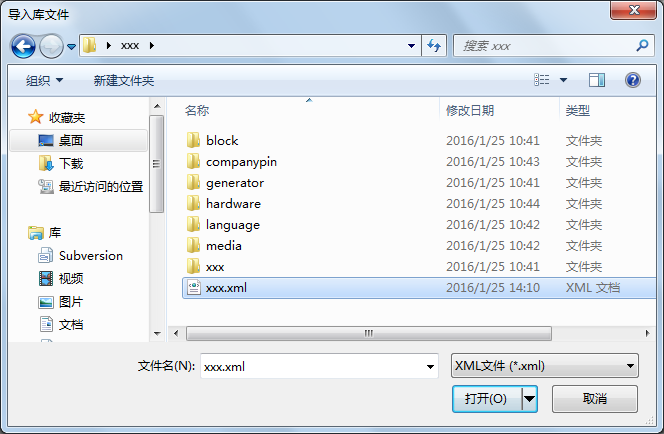 导入库文件
xxx
搜索 xxx
组织 新建文件夹
收藏夹
桌面
下载
最近访问的位置
库
Subversion
视频
图片
文档
名称 修改日期 类型
block 2016/1/25 10:41 文件夹
companypin 2016/1/25 10:43 文件夹
generator 2016/1/25 10:41 文件夹
hardware 2016/1/25 10:44 文件夹
language 2016/1/25 10:42 文件夹
media 2016/1/25 10:42 文件夹
xxx 2016/1/25 10:41 文件夹
xxx.xml 2016/1/25 14:10 XML 文档
文件名(N): xxx.xml XML文件 (*.xml)
打开(O) 取消